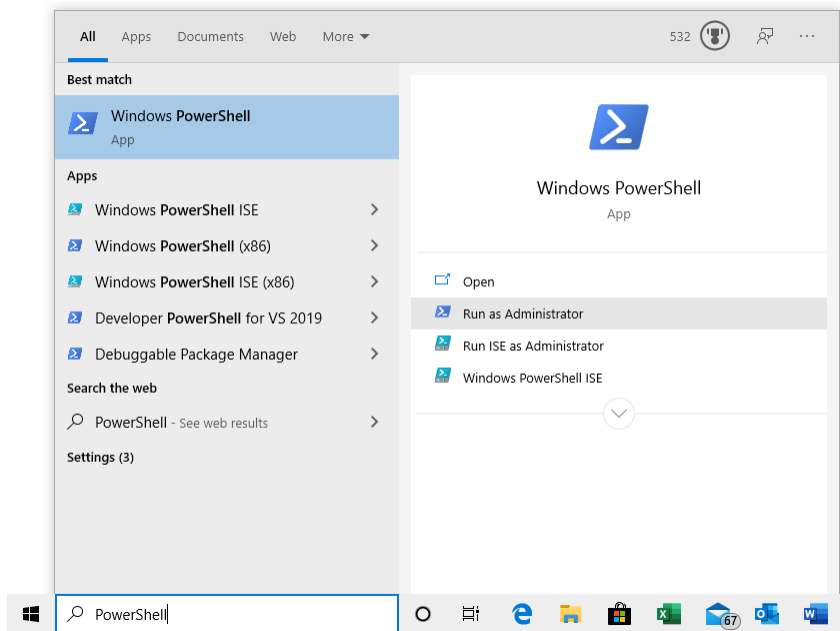 All Apps Documents Web More 532 ...
Best match
Windows PowerShell
App
Apps
Windows PowerShell ISE
Windows PowerShell (x86)
Windows PowerShell ISE (x86)
Developer PowerShell for VS 2019
Debuggable Package Manager
Search the web
PowerShell - See web results
Settings (3)
Windows PowerShell
App
Open
Run as Administrator
Run ISE as Administrator
Windows PowerShell ISE
PowerShell
67